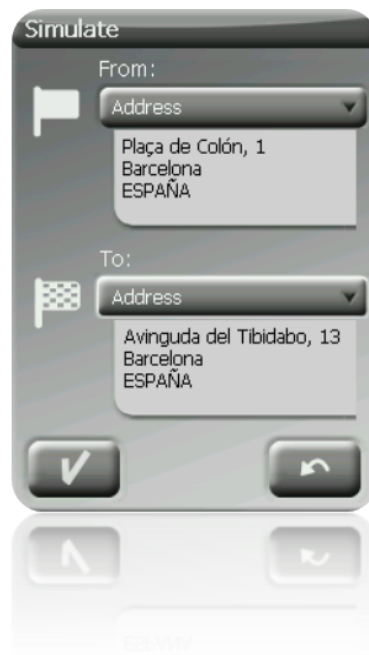 Simulate
From:
Address
Plaça de Colón, 1
Barcelona
ESPAÑA
To:
Address
Avinguda del Tibidabo, 13
Barcelona
ESPAÑA